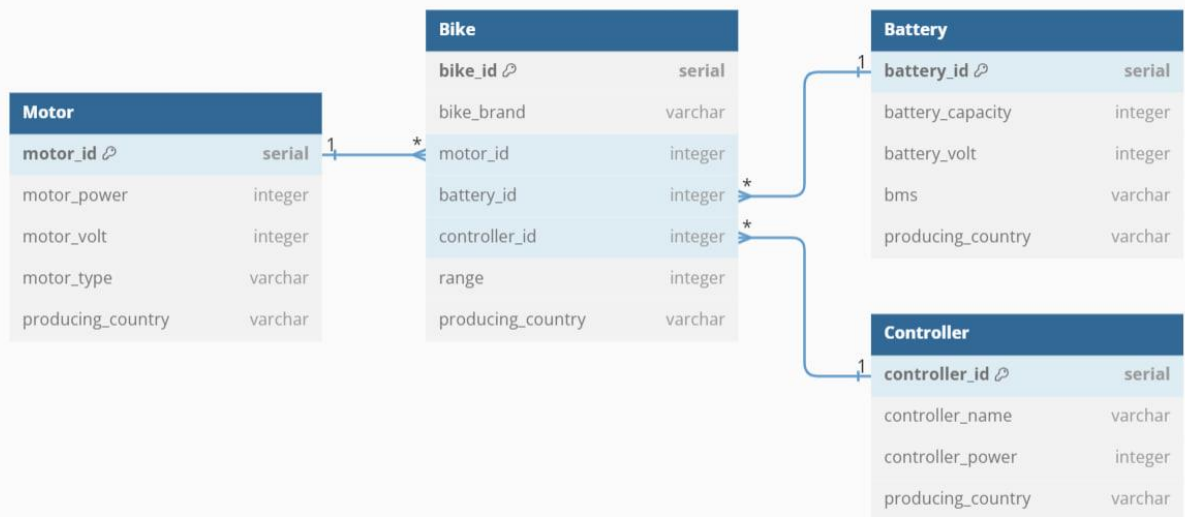 Motor
motor_id serial
motor_power integer
motor_volt integer
motor_type varchar
producing_country varchar
1
*
Bike
bike_id serial
bike_brand varchar
motor_id integer
battery_id integer
controller_id integer
range integer
producing_country varchar
*
*
1
Battery
battery_id serial
battery_capacity integer
battery_volt integer
bms varchar
producing_country varchar
1
Controller
controller_id serial
controller_name varchar
controller_power integer
producing_country varchar